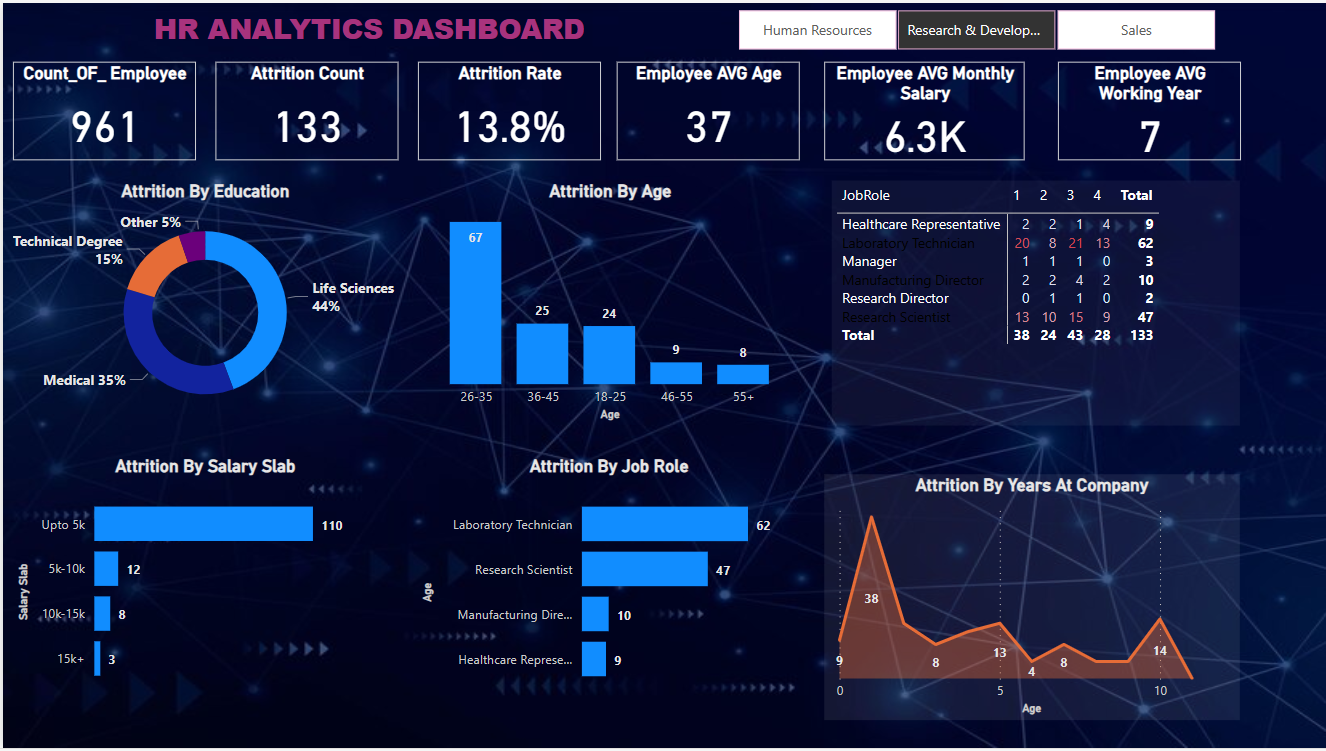 HR ANALYTICS DASHBOARD
Human Resources
Research & Develop...
Sales
Count_OF_ Employee
961
Attrition Count
133
Attrition Rate
13.8%
Employee AVG Age
37
Employee AVG Monthly
Salary
6.3K
Employee AVG
Working Year
7
Attrition By Education
Other 5%
Technical Degree
15%
Life Sciences
44%
Medical 35%
Attrition By Age
67
25
24
9
8
26-35 36-45 18-25 46-55 55+
Age
JobRole 1 2 3 4 Total
Healthcare Representative 2 2 1 4 9
Laboratory Technician 20 8 21 13 62
Manager 1 1 1 0 3
Manufacturing Director 2 2 4 2 10
Research Director 0 1 1 0 2
Research Scientist 13 10 15 9 47
Total 38 24 43 28 133
Attrition By Salary Slab
Salary Slab
Upto 5k 110
5k-10k 12
10k-15k 8
15k+ 3
Attrition By Job Role
Age
Laboratory Technician 62
Research Scientist 47
Manufacturing Dire... 10
Healthcare Represe... 9
Attrition By Years At Company
9
38
8
13
4
8
14
0 5 10
Age